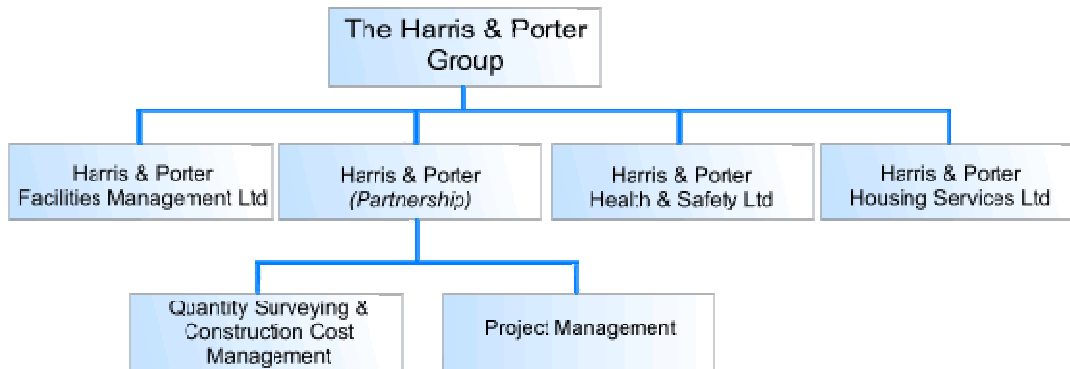 The Harris & Porter
Group
Harris & Porter
Facilities Management Ltd
Harris & Porter
(Partnership)
Harris & Porter
Health & Safety Ltd
Harris & Porter
Housing Services Ltd
Quantity Surveying &
Construction Cost
Management
Project Management